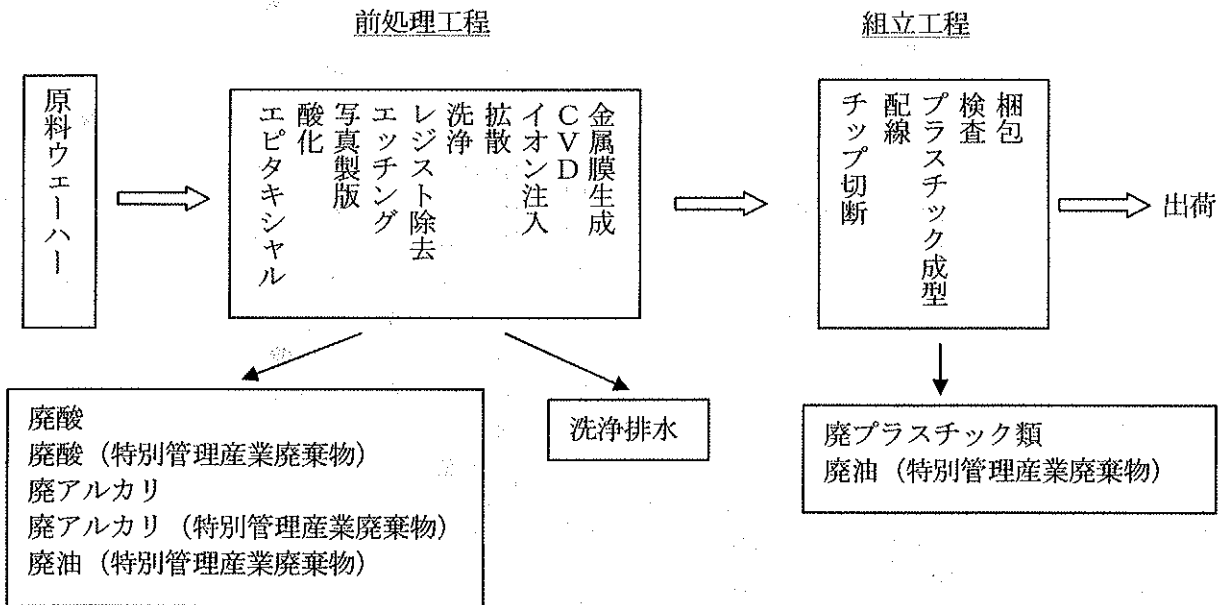 前処理工程
組立工程
原料ウェーハー
エピタキシャル
酸化
写真製版
エッチング
レジスト除去
洗浄
拡散
イオン注入
CVD
金属膜生成
チップ切断
配線
プラスチック成型
検査
梱包
出荷
廃酸
廃酸（特別管理産業廃棄物）
廃アルカリ
廃アルカリ（特別管理産業廃棄物）
廃油（特別管理産業廃棄物）
洗浄排水
廃プラスチック類
廃油（特別管理産業廃棄物）